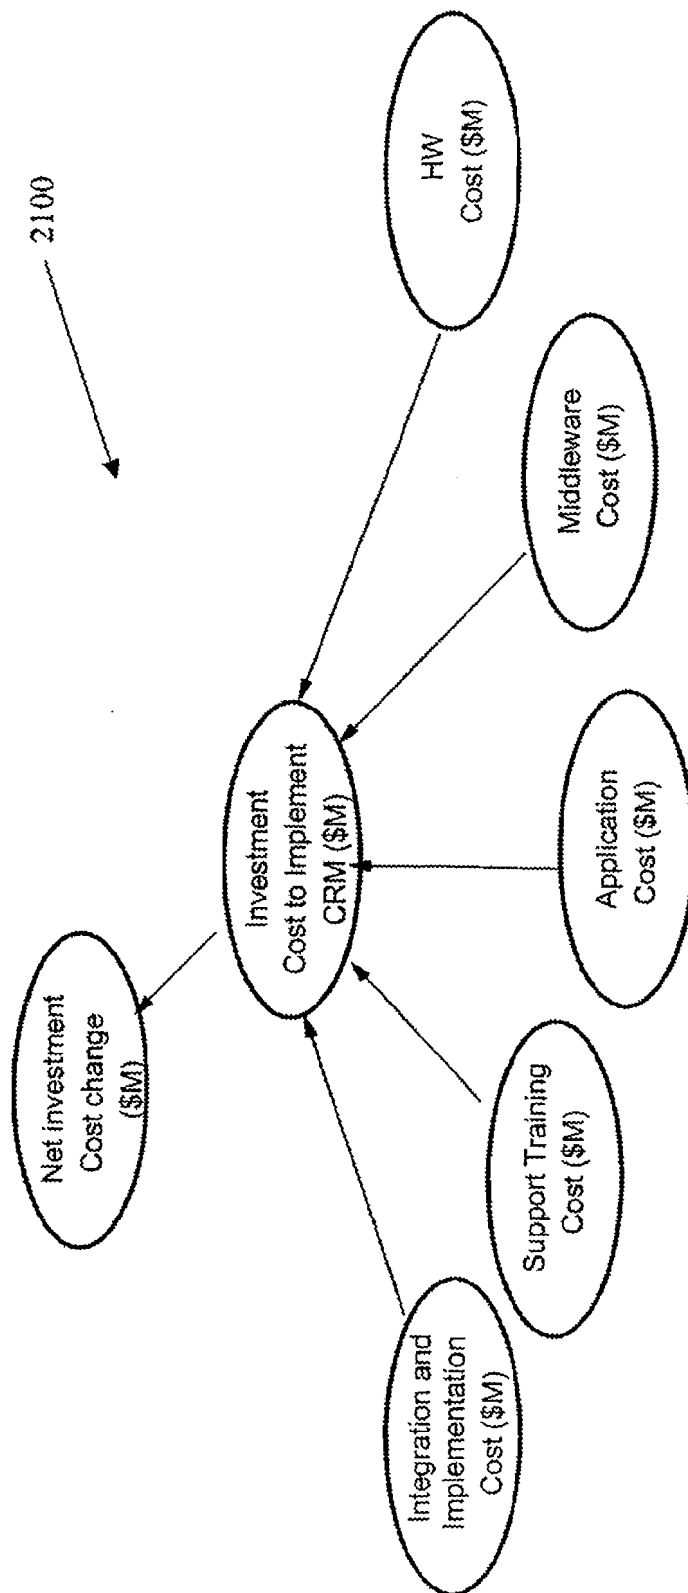 2100
Net investment
Cost change
($M)
Investment
Cost to Implement
CRM ($M)
Integration and
Implementation
Cost ($M)
Support Training
Cost ($M)
Application
Cost ($M)
Middleware
Cost ($M)
HW
Cost ($M)